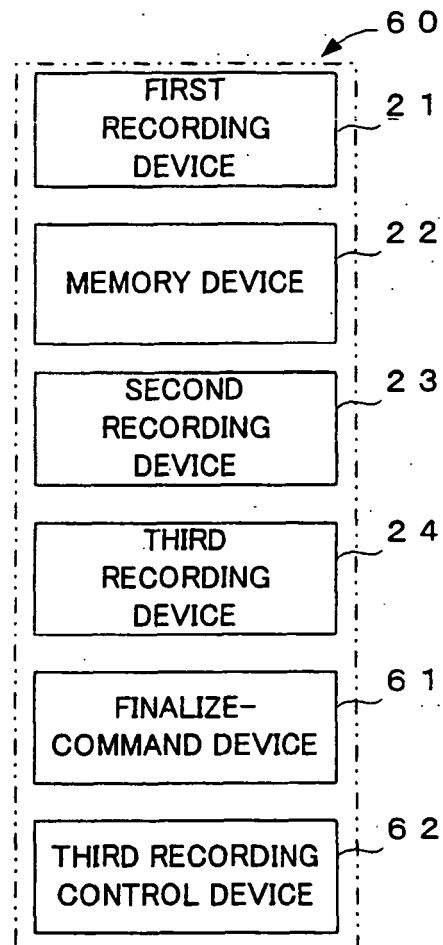 60
FIRST
RECORDING
DEVICE
21
MEMORY DEVICE
22
SECOND
RECORDING
DEVICE
23
THIRD
RECORDING
DEVICE
24
FINALIZE-
COMMAND DEVICE
61
THIRD RECORDING
CONTROL DEVICE
62